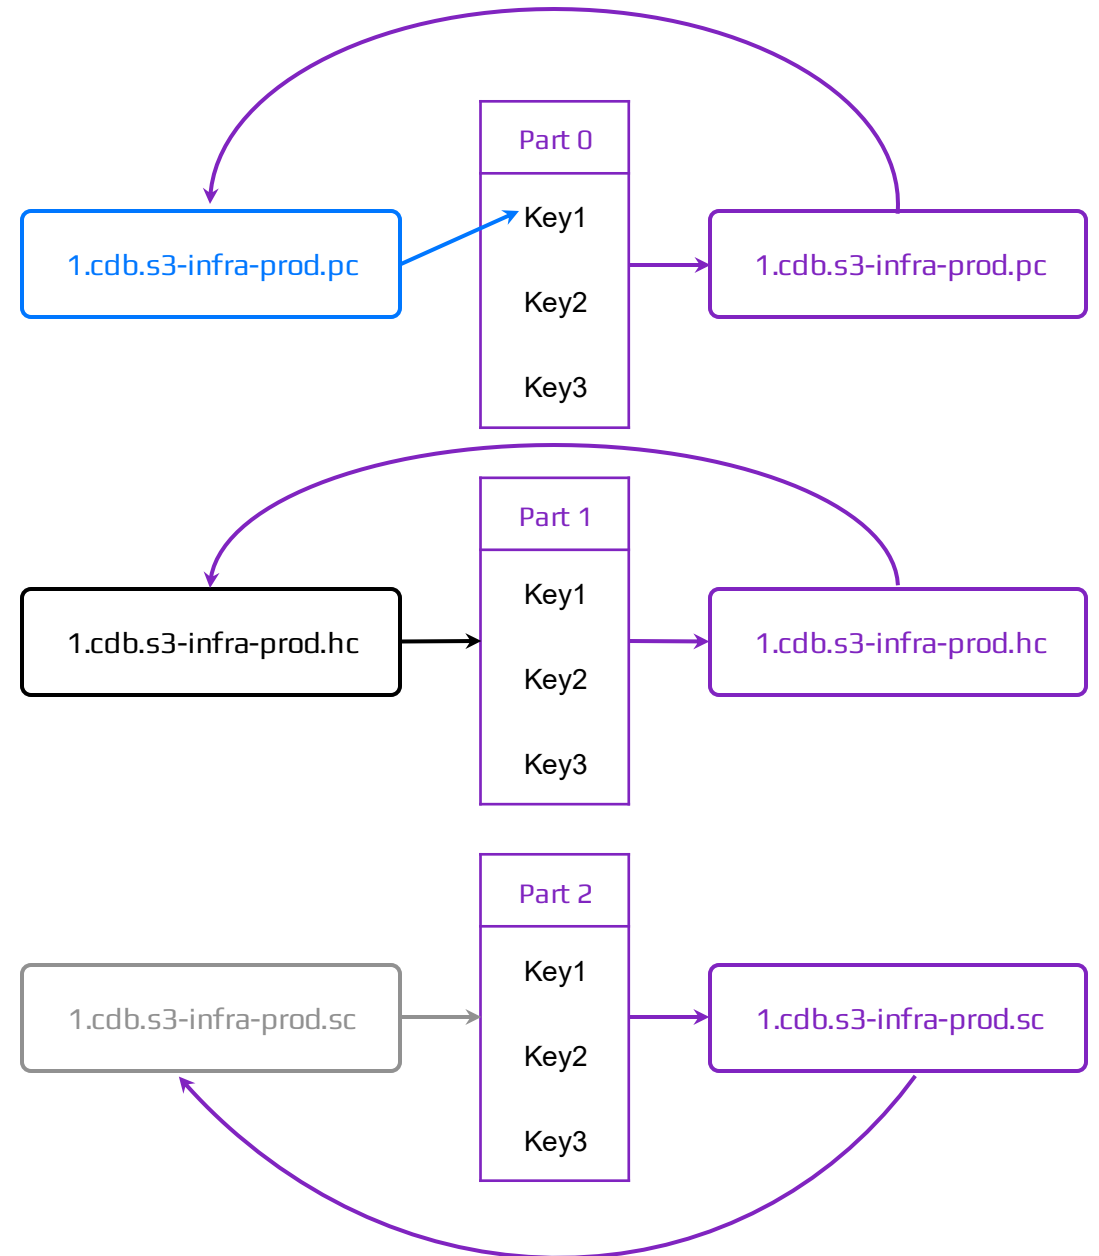 Part 0
1.cdb.s3-infra-prod.pc
Key1
Key2
Key3
1.cdb.s3-infra-prod.pc
Part 1
1.cdb.s3-infra-prod.hc
Key1
Key2
Key3
1.cdb.s3-infra-prod.hc
Part 2
1.cdb.s3-infra-prod.sc
Key1
Key2
Key3
1.cdb.s3-infra-prod.sc